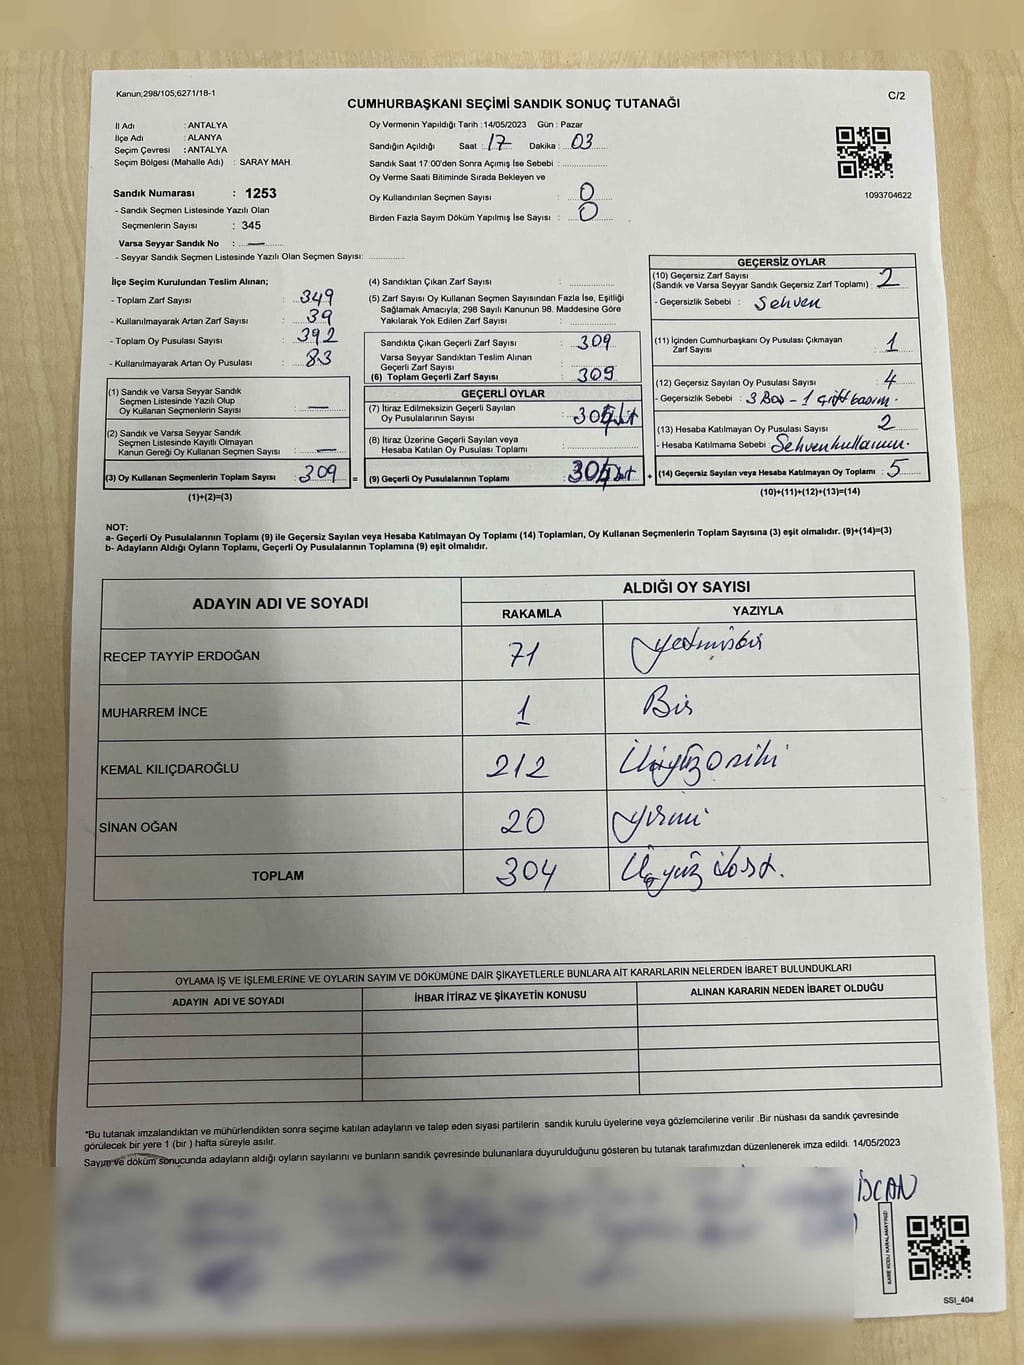 Kanun;298/105;6271/18-1
C/2
CUMHURBAŞKANI SEÇİMİ SANDIK SONUÇ TUTANAĞI
İl Adı : ANTALYA
İlçe Adı : ALANYA
Seçim Çevresi : ANTALYA
Seçim Bölgesi (Mahalle Adı) : SARAY MAH.
Sandık Numarası : 1253
- Sandık Seçmen Listesinde Yazılı Olan
Seçmenlerin Sayısı : 345
Varsa Seyyar Sandık No : —
- Seyyar Sandık Seçmen Listesinde Yazılı Olan Seçmen Sayısı:
Oy Vermenin Yapıldığı Tarih : 14/05/2023 Gün : Pazar
Sandığın Açıldığı Saat : 17 Dakika : 03
Sandık Saat 17:00'den Sonra Açımış İse Sebebi :
Oy Verme Saati Bitiminde Sırada Bekleyen ve
Oy Kullandırılan Seçmen Sayısı : 0
Birden Fazla Sayım Döküm Yapılmış İse Sayısı : 0
1093704622
İlçe Seçim Kurulundan Teslim Alınan;
- Toplam Zarf Sayısı : 349
- Kullanılmayarak Artan Zarf Sayısı : 39
- Toplam Oy Pusulası Sayısı : 392
- Kullanılmayarak Artan Oy Pusulası : 83
(1) Sandık ve Varsa Seyyar Sandık
Seçmen Listesinde Yazılı Olup
Oy Kullanan Seçmenlerin Sayısı : —
(2) Sandık ve Varsa Seyyar Sandık
Seçmen Listesinde Kayıtlı Olmayan
Kanun Gereği Oy Kullanan Seçmen Sayısı : —
(3) Oy Kullanan Seçmenlerin Toplam Sayısı : 309
(1)+(2)=(3)
(4) Sandıktan Çıkan Zarf Sayısı :
(5) Zarf Sayısı Oy Kullanan Seçmen Sayısından Fazla İse, Eşitliği
Sağlamak Amacıyla; 298 Sayılı Kanunun 98. Maddesine Göre
Yakılarak Yok Edilen Zarf Sayısı :
Sandıkta Çıkan Geçerli Zarf Sayısı : 309
Varsa Seyyar Sandıktan Teslim Alınan
Geçerli Zarf Sayısı :
(6) Toplam Geçerli Zarf Sayısı : 309
GEÇERLİ OYLAR
(7) İtiraz Edilmeksizin Geçerli Sayılan
Oy Pusulalarının Sayısı :
(8) İtiraz Üzerine Geçerli Sayılan veya
Hesaba Katılan Oy Pusulası Toplamı :
= (9) Geçerli Oy Pusulalarının Toplamı :
GEÇERSİZ OYLAR
(10) Geçersiz Zarf Sayısı
(Sandık ve Varsa Seyyar Sandık Geçersiz Zarf Toplamı) : 2
- Geçersizlik Sebebi : Sehven
(11) İçinden Cumhurbaşkanı Oy Pusulası Çıkmayan
Zarf Sayısı : 1
(12) Geçersiz Sayılan Oy Pusulası Sayısı : 4
- Geçersizlik Sebebi : 3 Boş - 1 çift basım.
(13) Hesaba Katılmayan Oy Pusulası Sayısı : 2
- Hesaba Katılmama Sebebi : Sehven kullanım.
+ (14) Geçersiz Sayılan veya Hesaba Katılmayan Oy Toplamı : 5
(10)+(11)+(12)+(13)=(14)
NOT:
a- Geçerli Oy Pusulalarının Toplamı (9) ile Geçersiz Sayılan veya Hesaba Katılmayan Oy Toplamı (14) Toplamları, Oy Kullanan Seçmenlerin Toplam Sayısına (3) eşit olmalıdır. (9)+(14)=(3)
b- Adayların Aldığı Oyların Toplamı, Geçerli Oy Pusulalarının Toplamına (9) eşit olmalıdır.
ADAYIN ADI VE SOYADI
ALDIĞI OY SAYISI
RAKAMLA YAZIYLA
RECEP TAYYİP ERDOĞAN 71 yetmişbir
MUHARREM İNCE 1 Bir
KEMAL KILIÇDAROĞLU 212 İkiyüzoniki
SİNAN OĞAN 20 yirmi
TOPLAM 304 Üçyüz dört.
OYLAMA İŞ VE İŞLEMLERİNE VE OYLARIN SAYIM VE DÖKÜMÜNE DAİR ŞİKAYETLERLE BUNLARA AİT KARARLARIN NELERDEN İBARET BULUNDUKLARI
ADAYIN ADI VE SOYADI İHBAR İTİRAZ VE ŞİKAYETİN KONUSU ALINAN KARARIN NEDEN İBARET OLDUĞU
*Bu tutanak imzalandıktan ve mühürlendikten sonra seçime katılan adayların ve talep eden siyasi partilerin sandık kurulu üyelerine veya gözlemcilerine verilir .Bir nüshası da sandık çevresinde
görülecek bir yere 1 (bir ) hafta süreyle asılır.
Sayım ve döküm sonucunda adayların aldığı oyların sayılarını ve bunların sandık çevresinde bulunanlara duyurulduğunu gösteren bu tutanak tarafımızdan düzenlenerek imza edildi. 14/05/2023
KARE KODU KARALAMAYINIZ!
SSI_404